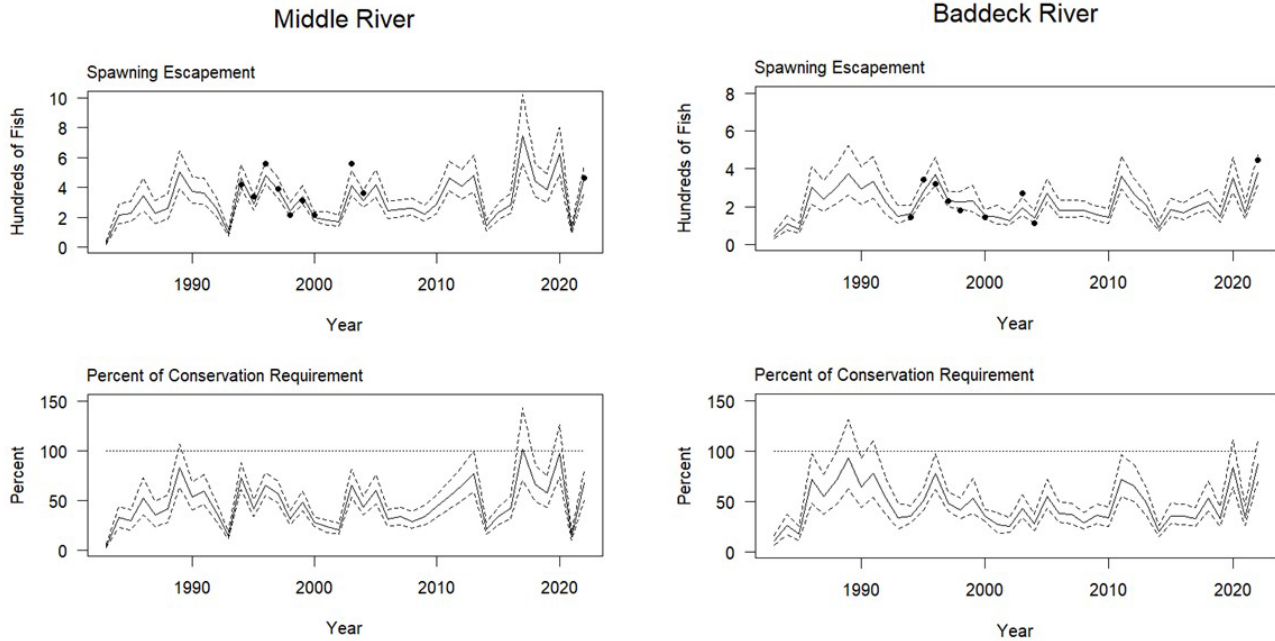 Middle River
Spawning Escapement
Hundreds of Fish
10
8
6
4
2
0
1990 2000 2010 2020
Year
Percent of Conservation Requirement
Percent
150
100
50
0
1990 2000 2010 2020
Year
Baddeck River
Spawning Escapement
Hundreds of Fish
8
6
4
2
0
1990 2000 2010 2020
Year
Percent of Conservation Requirement
Percent
150
100
50
0
1990 2000 2010 2020
Year